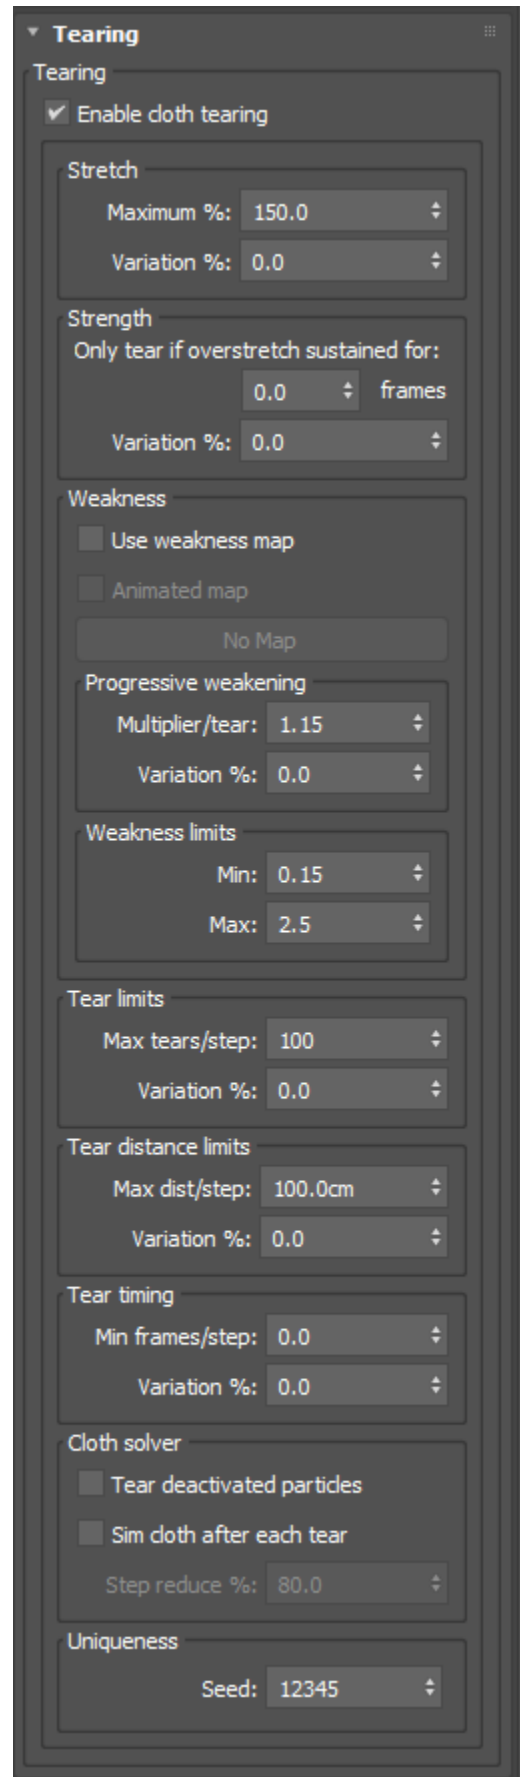 Tearing
Tearing
Enable cloth tearing
Stretch
Maximum %: 150.0
Variation %: 0.0
Strength
Only tear if overstretch sustained for:
0.0 frames
Variation %: 0.0
Weakness
Use weakness map
Animated map
No Map
Progressive weakening
Multiplier/tear: 1.15
Variation %: 0.0
Weakness limits
Min: 0.15
Max: 2.5
Tear limits
Max tears/step: 100
Variation %: 0.0
Tear distance limits
Max dist/step: 100.0cm
Variation %: 0.0
Tear timing
Min frames/step: 0.0
Variation %: 0.0
Cloth solver
Tear deactivated particles
Sim cloth after each tear
Step reduce %: 80.0
Uniqueness
Seed: 12345